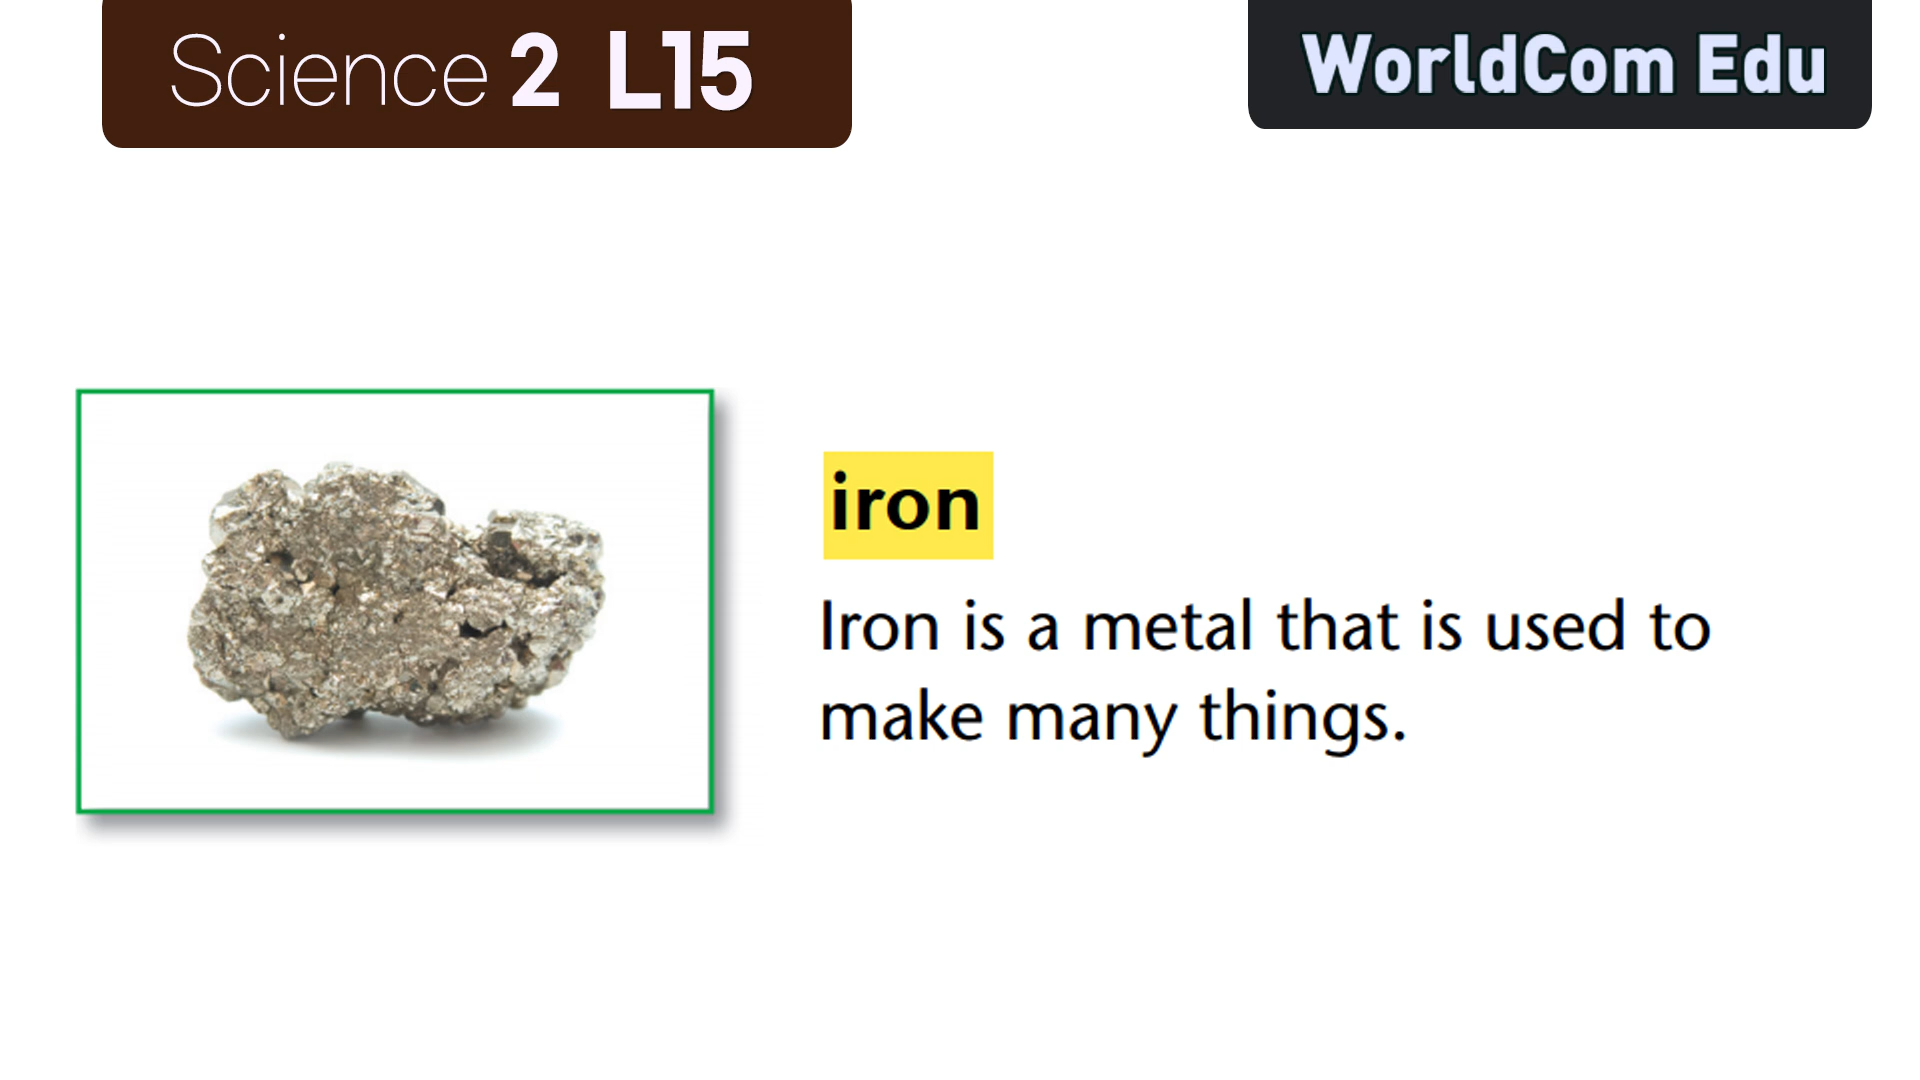 Science 2 L15
WorldCom Edu
iron
Iron is a metal that is used to
make many things.